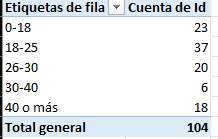 Etiquetas de fila Cuenta de Id
0-18 23
18-25 37
26-30 20
30-40 6
40 o más 18
Total general 104